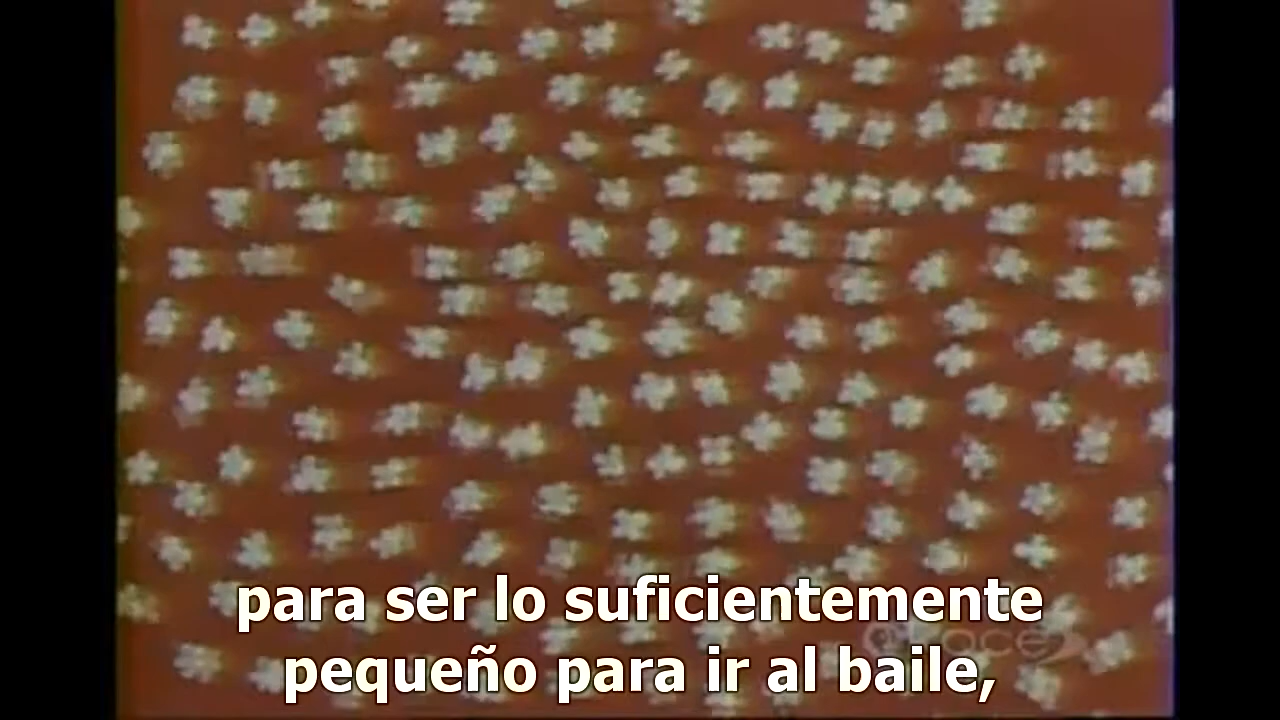 para ser lo suficientemente
pequeño para ir al baile,